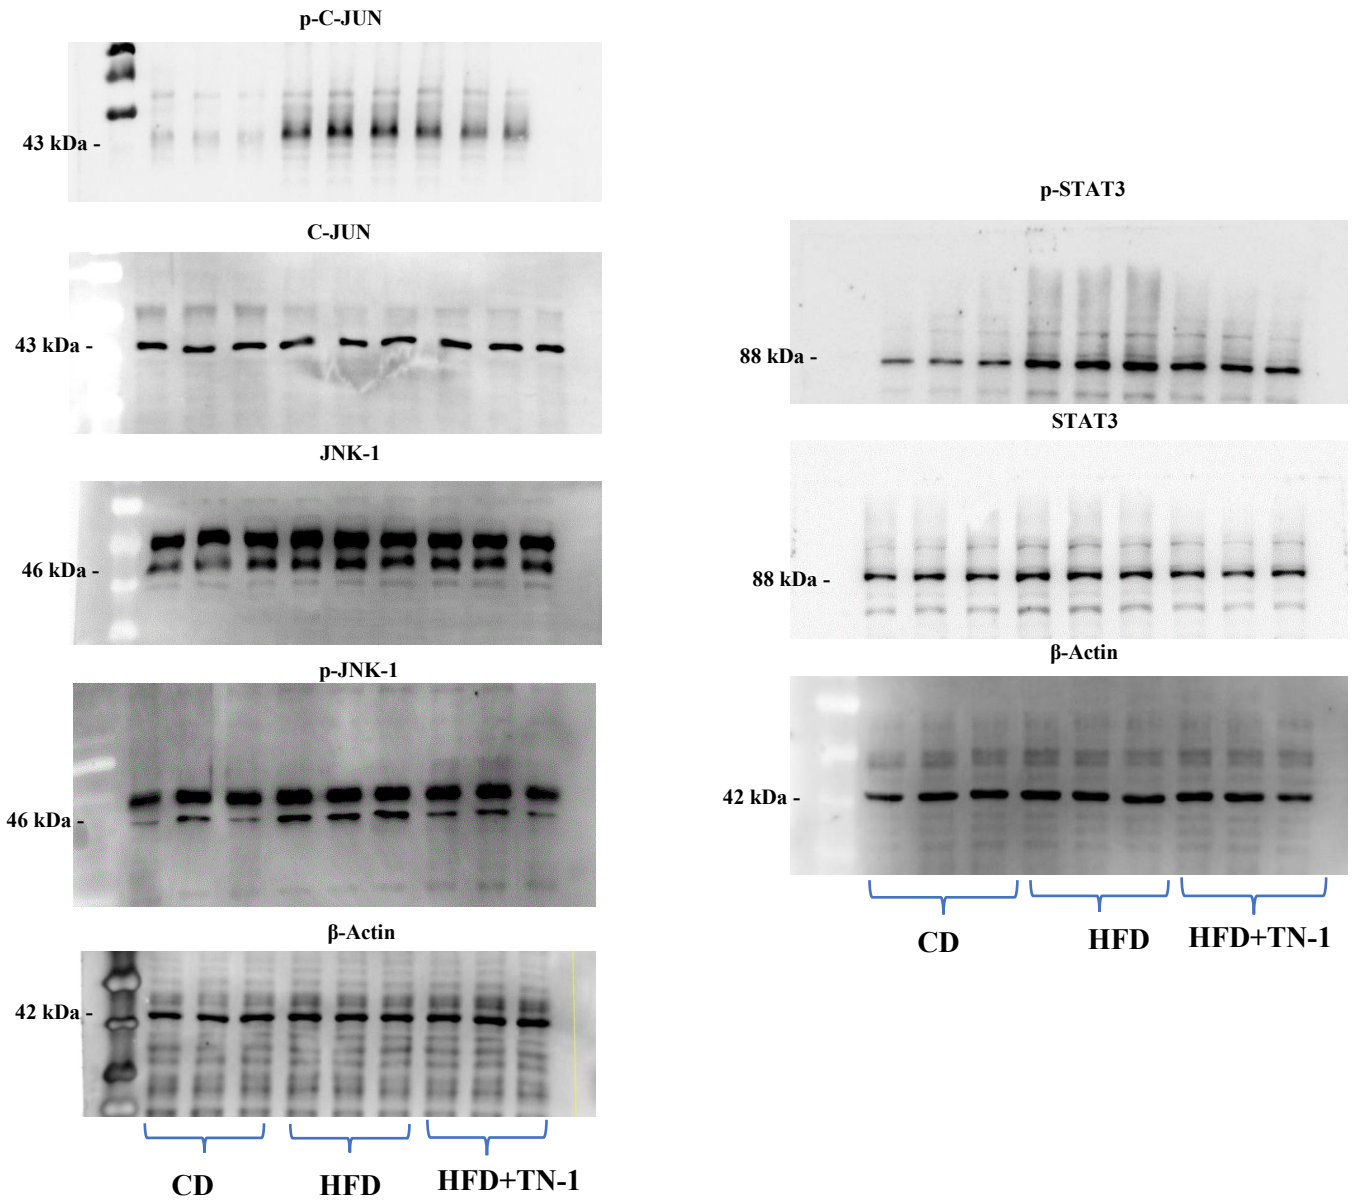 p-C-JUN
43 kDa -
C-JUN
43 kDa -
JNK-1
46 kDa -
p-JNK-1
46 kDa -
β-Actin
42 kDa -
CD HFD HFD+TN-1
p-STAT3
88 kDa -
STAT3
88 kDa -
β-Actin
42 kDa -
CD HFD HFD+TN-1